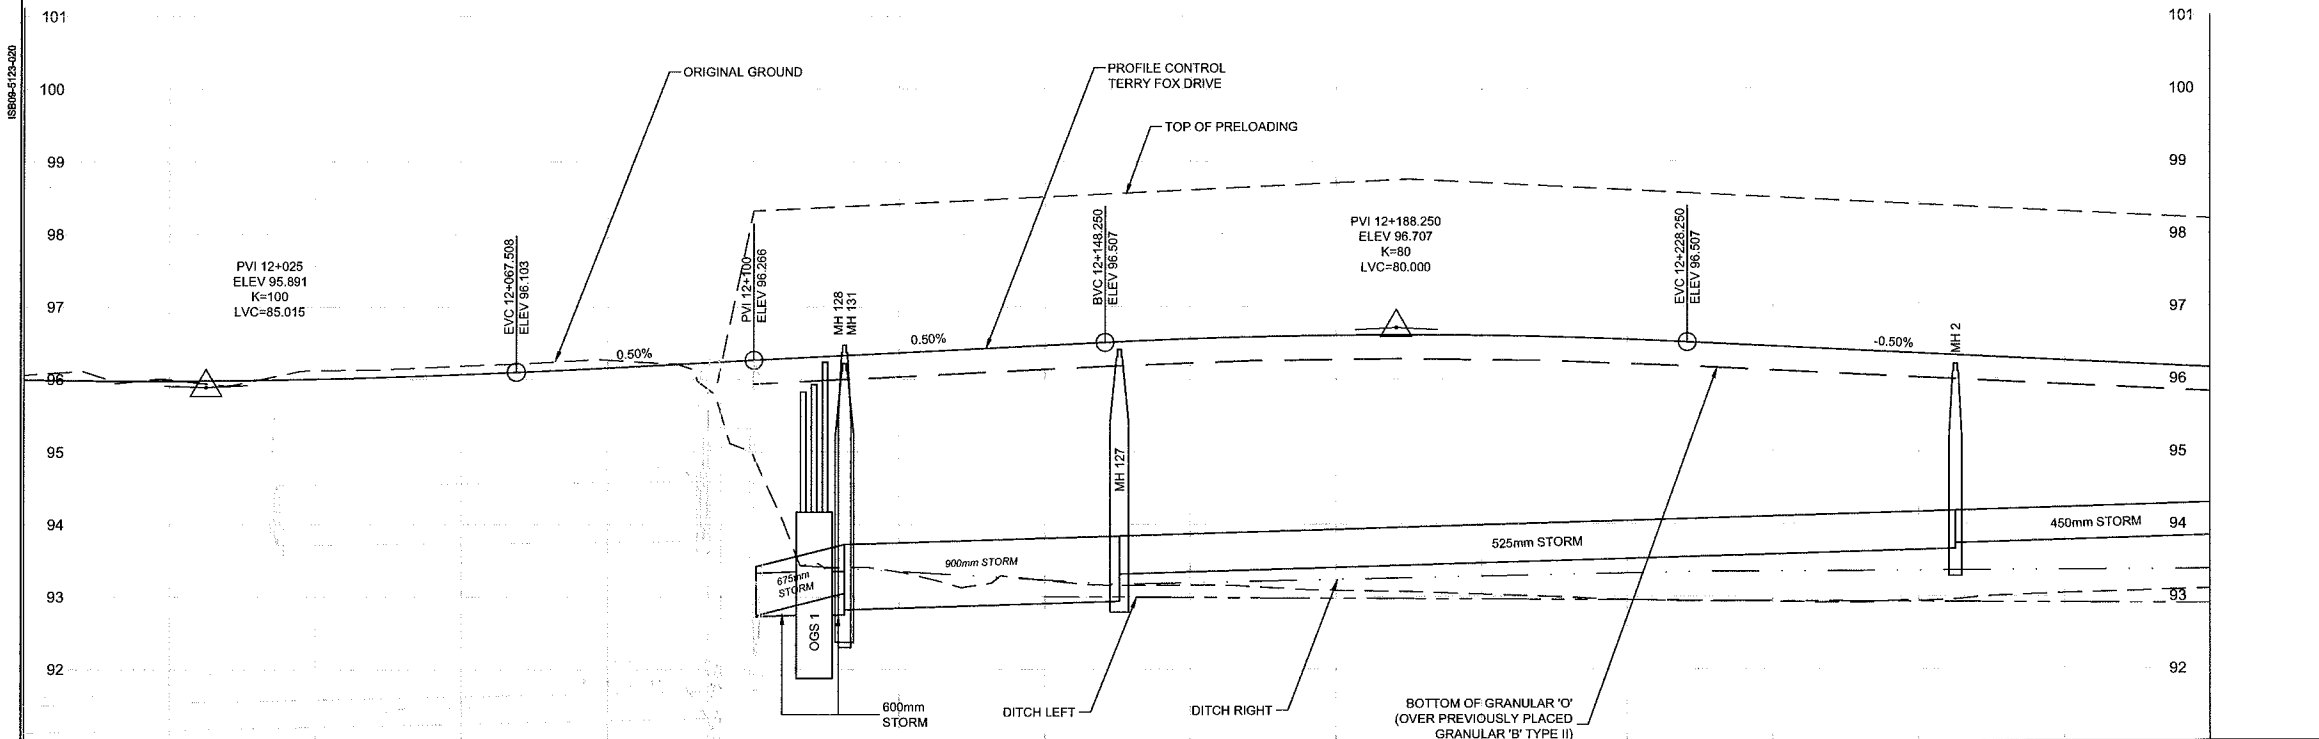 101
101
ISB09-5123-020
ORIGINAL GROUND
PROFILE CONTROL
TERRY FOX DRIVE
100
100
TOP OF PRELOADING
99
99
98
98
PVI 12+025
ELEV 95.891
K=100
LVC=85.015
EVC 12+067.508
ELEV 96.103
PVI 12+100
ELEV 96.266
MH 128
MH 131
BVC 12+148.250
ELEV 96.507
PVI 12+188.250
ELEV 96.707
K=80
LVC=80.000
EVC 12+228.250
ELEV 96.507
MH 2
97
97
0.50%
0.50%
-0.50%
96
96
95
95
MH 127
94
94
450mm STORM
525mm STORM
900mm STORM
675mm
STORM
93
93
OGS 1
92
92
600mm
STORM
DITCH LEFT
DITCH RIGHT
BOTTOM OF GRANULAR 'O'
(OVER PREVIOUSLY PLACED
GRANULAR 'B' TYPE II)